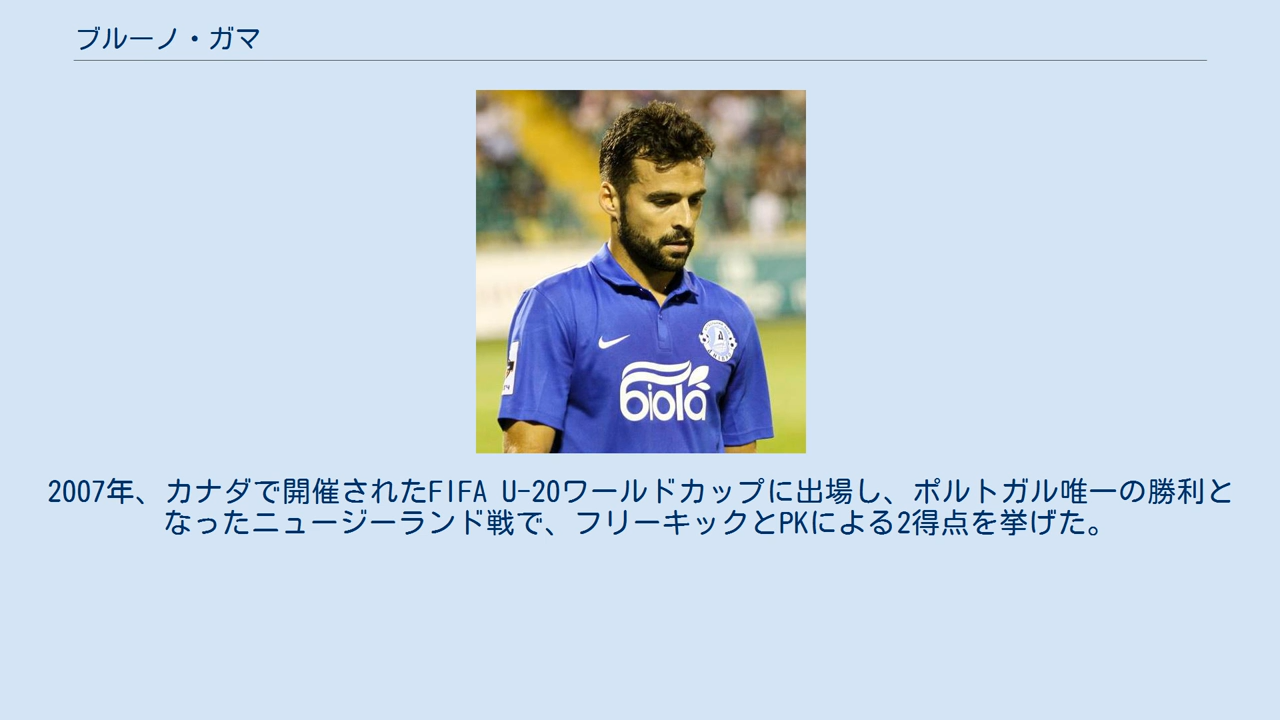 ブルーノ・ガマ
biola
2007年、カナダで開催されたFIFA U-20ワールドカップに出場し、ポルトガル唯一の勝利と
なったニュージーランド戦で、フリーキックとPKによる2得点を挙げた。